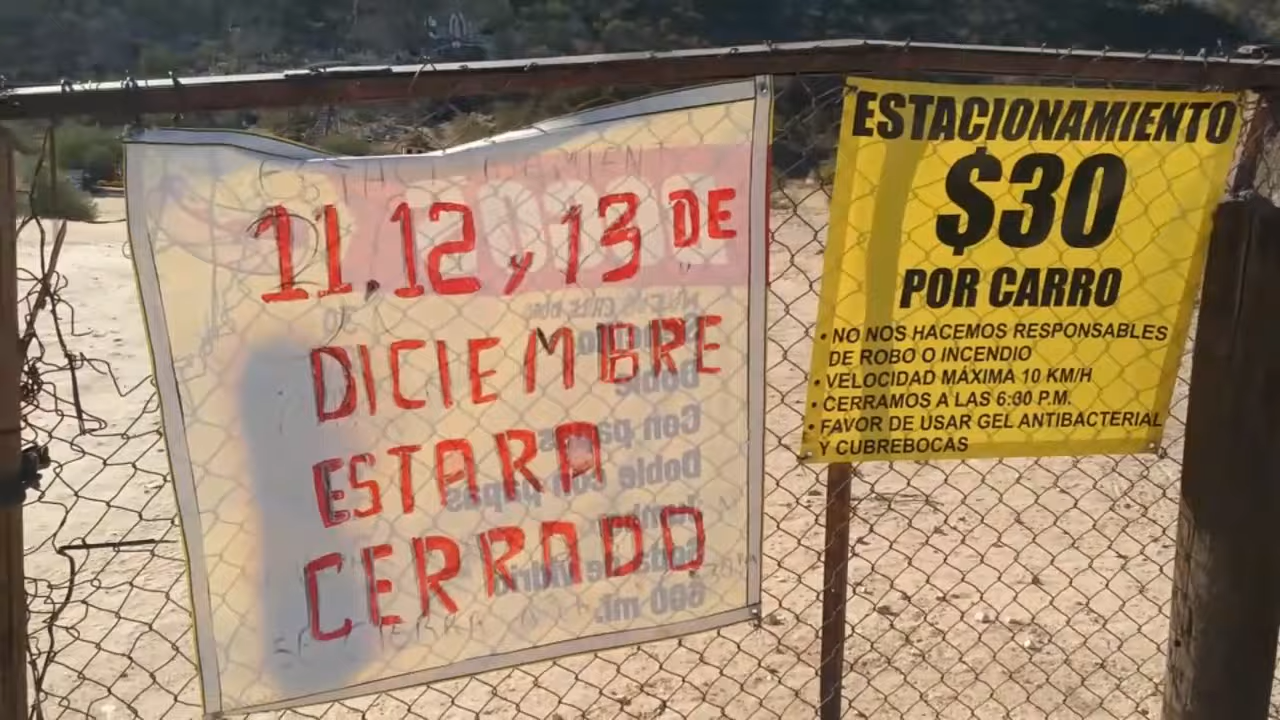 11.12 y 13 DE
DICIEMBRE
ESTARA
CERRADO
ESTACIONAMIENTO
$30
POR CARRO
• NO NOS HACEMOS RESPONSABLES
DE ROBO O INCENDIO
• VELOCIDAD MÁXIMA 10 KM/H
• CERRAMOS A LAS 6:30 P.M.
• FAVOR DE USAR GEL ANTIBACTERIAL
Y CUBREBOCAS